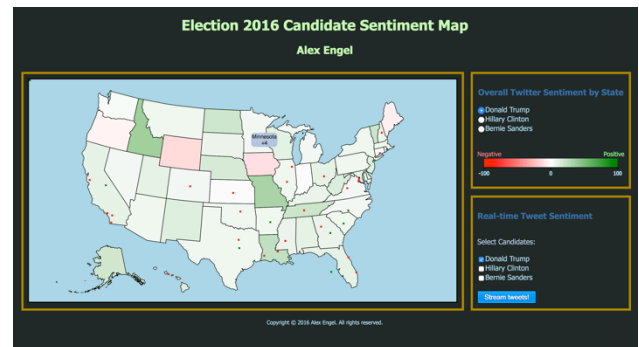 Election 2016 Candidate Sentiment Map
Alex Engel
Minnesota
+4
Overall Twitter Sentiment by State
Donald Trump
Hillary Clinton
Bernie Sanders
Negative
Positive
-100
0
100
Real-time Tweet Sentiment
Select Candidates:
Donald Trump
Hillary Clinton
Bernie Sanders
Stream tweets!
Copyright © 2016 Alex Engel. All rights reserved.